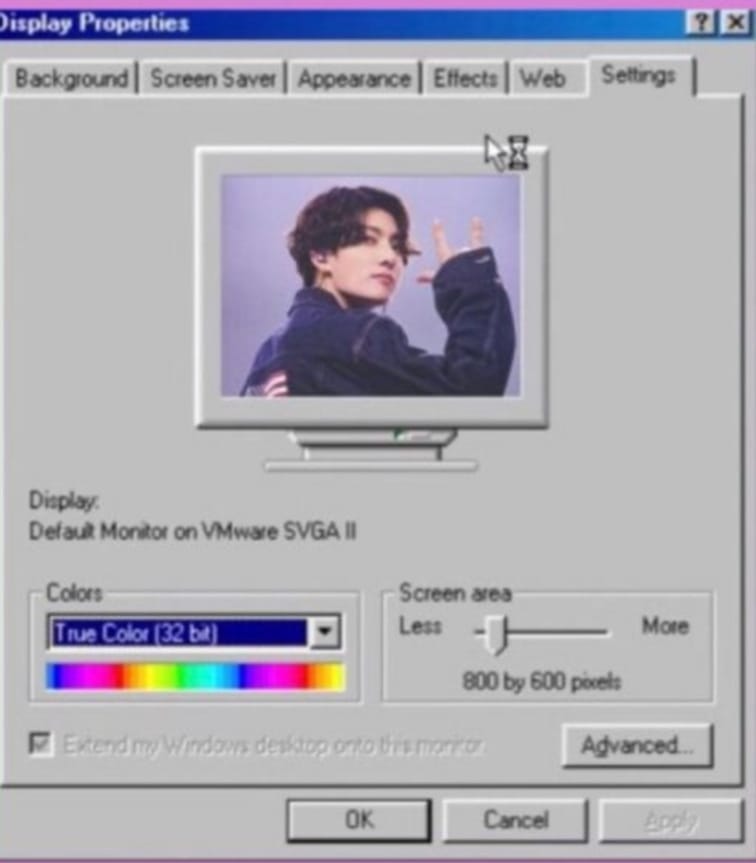 Display Properties
Background Screen Saver Appearance Effects Web Settings
Display:
Default Monitor on VMware SVGA II
Colors
True Color (32 bit)
Screen area
Less More
800 by 600 pixels
Extend my Windows desktop onto this monitor.
Advanced...
OK Cancel Apply